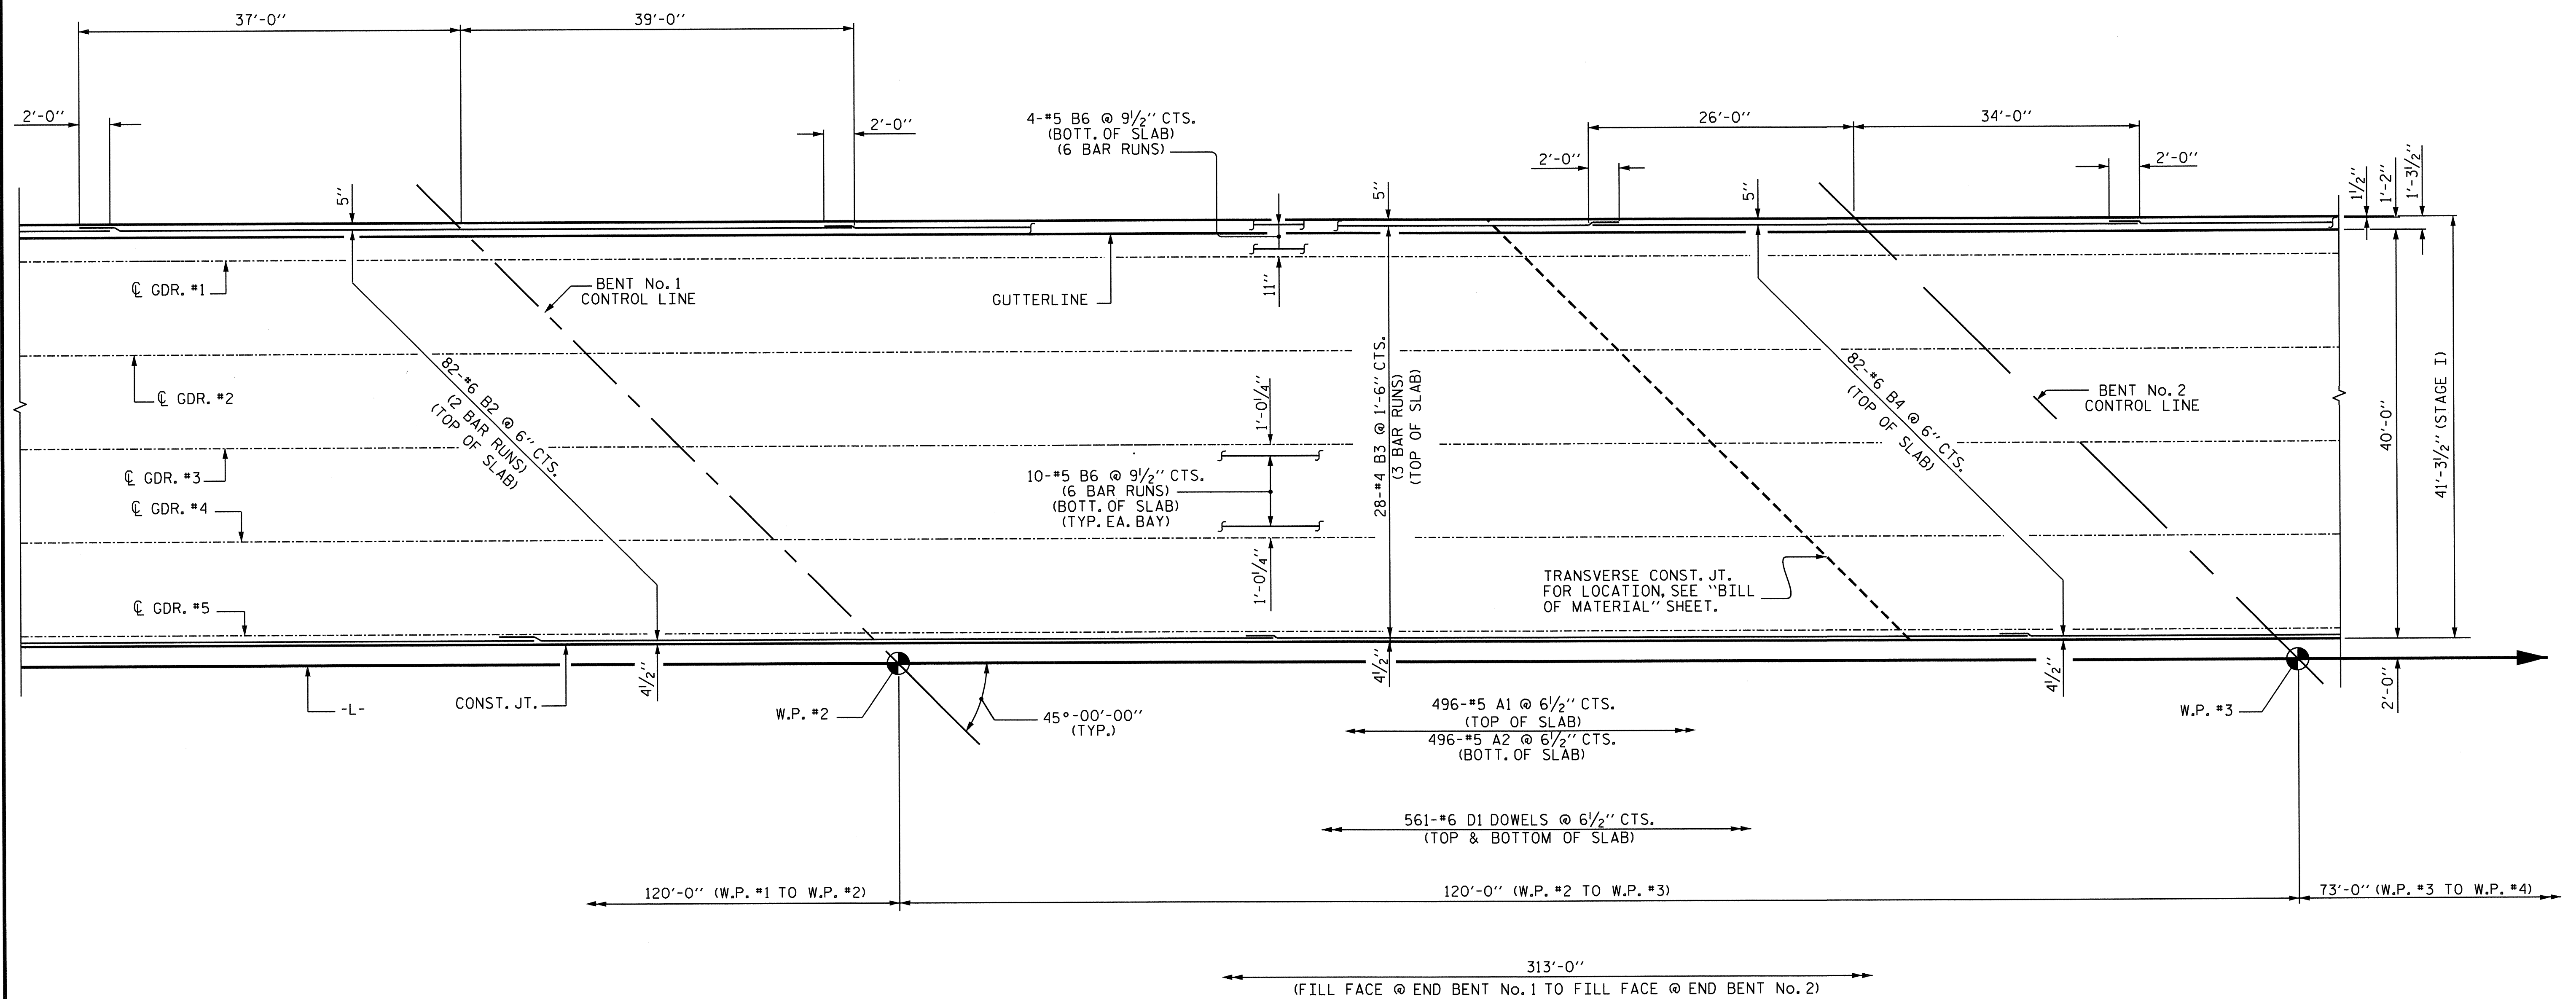 37'-0"
39'-0"
2'-0"
2'-0"
4-#5 B6 @ 9½" CTS.
(BOTT. OF SLAB)
(6 BAR RUNS)
26'-0"
34'-0"
2'-0"
2'-0"
5"
5"
5"
1½"
1'-2"
1'-3½"
℄ GDR. #1
BENT No. 1
CONTROL LINE
11"
GUTTERLINE
℄ GDR. #2
82-#6 B2 @ 6" CTS.
(2 BAR RUNS)
(TOP OF SLAB)
28-#4 B3 @ 1'-6" CTS.
(3 BAR RUNS)
(TOP OF SLAB)
82-#6 B4 @ 6" CTS.
(TOP OF SLAB)
BENT No. 2
CONTROL LINE
40'-0"
41'-3½" (STAGE I)
1'-0¼"
℄ GDR. #3
10-#5 B6 @ 9½" CTS.
(6 BAR RUNS)
(BOTT. OF SLAB)
(TYP. EA. BAY)
℄ GDR. #4
1'-0¼"
TRANSVERSE CONST. JT.
FOR LOCATION, SEE "BILL
OF MATERIAL" SHEET.
℄ GDR. #5
4½"
4½"
4½"
2'-0"
-L-
CONST. JT.
W.P. #2
45°-00'-00"
(TYP.)
496-#5 A1 @ 6½" CTS.
(TOP OF SLAB)
496-#5 A2 @ 6½" CTS.
(BOTT. OF SLAB)
W.P. #3
561-#6 D1 DOWELS @ 6½" CTS.
(TOP & BOTTOM OF SLAB)
120'-0" (W.P. #1 TO W.P. #2)
120'-0" (W.P. #2 TO W.P. #3)
73'-0" (W.P. #3 TO W.P. #4)
313'-0"
(FILL FACE @ END BENT No. 1 TO FILL FACE @ END BENT No. 2)